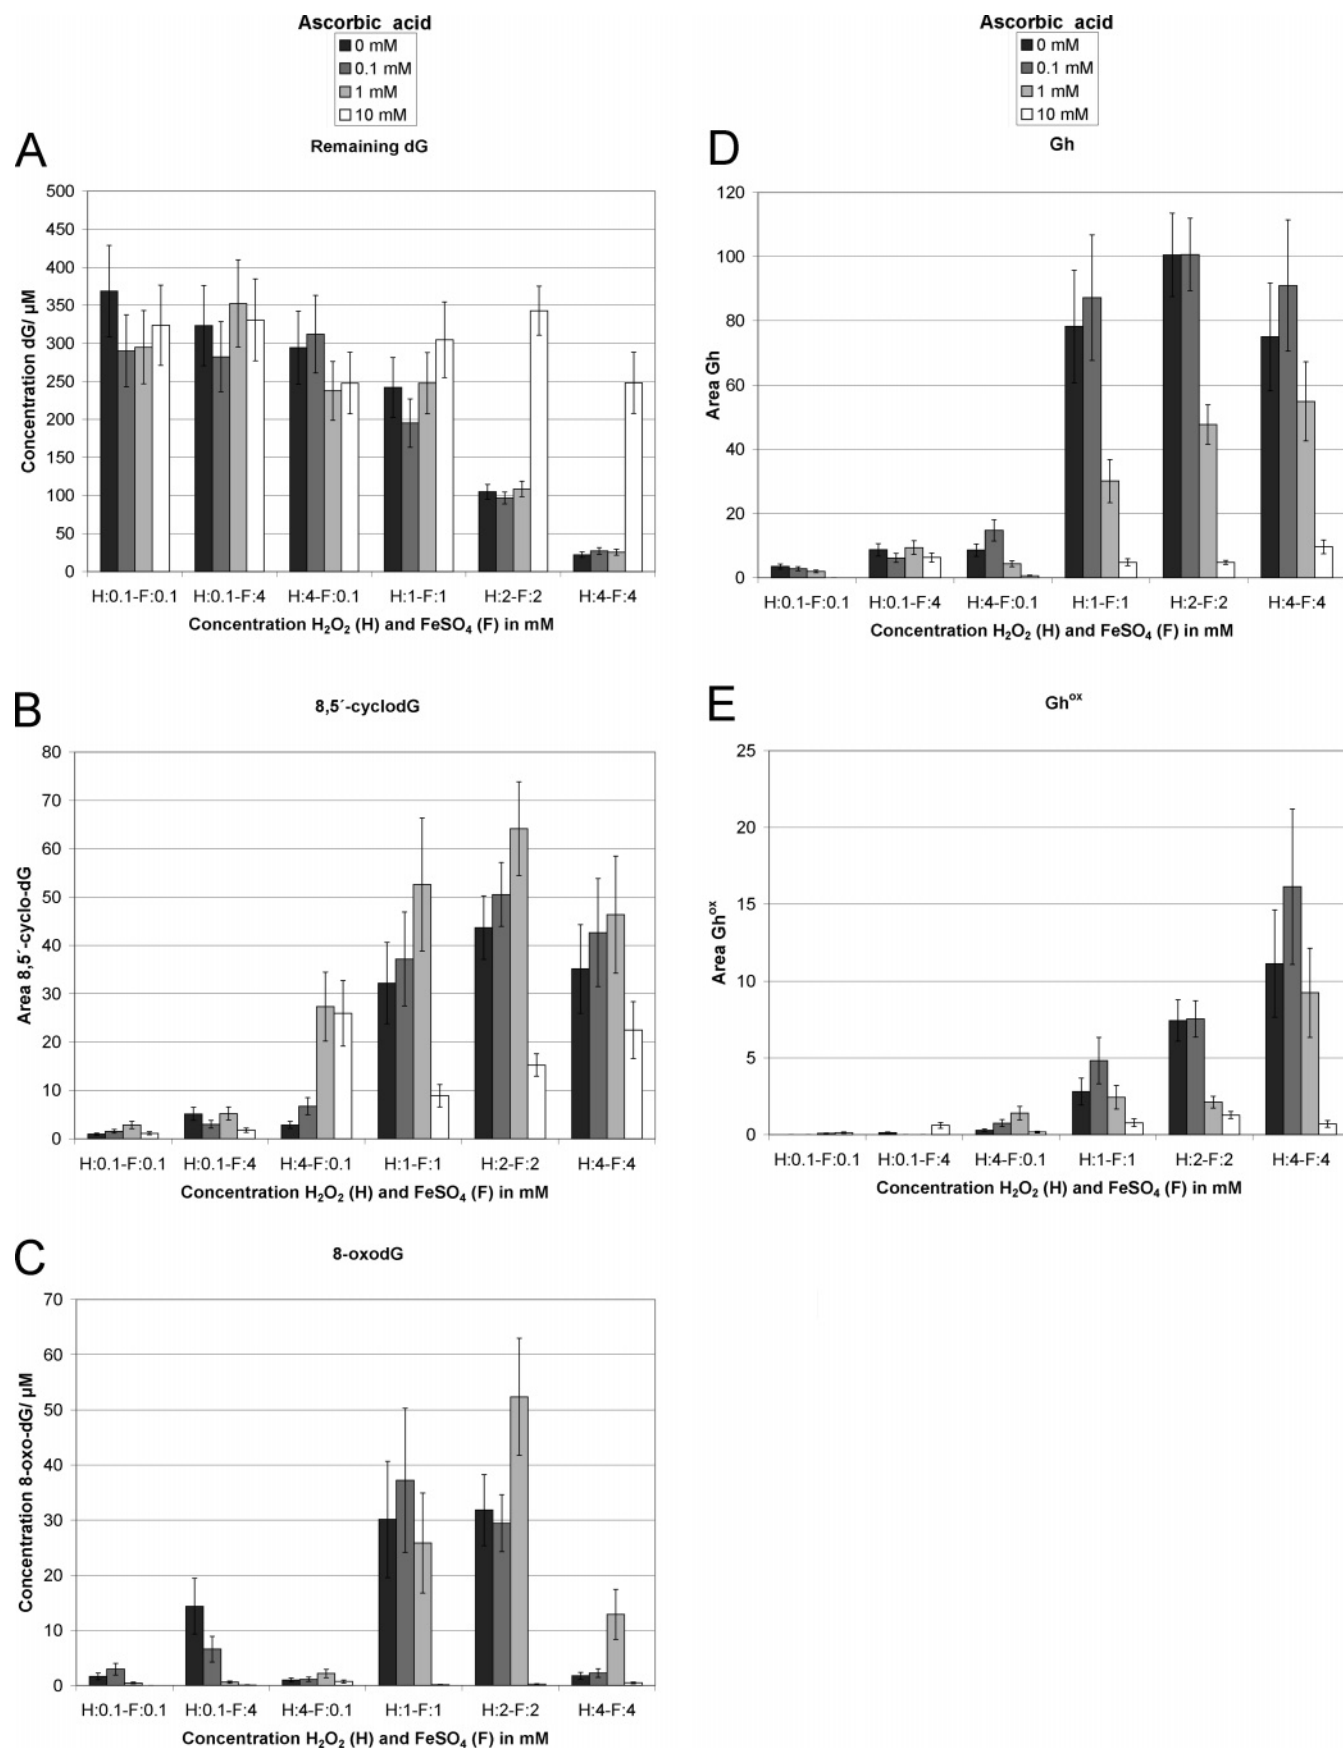 Ascorbic acid
0 mM
0.1 mM
1 mM
10 mM
A
Remaining dG
Concentration dG/ µM
500
450
400
350
300
250
200
150
100
50
0
H:0.1-F:0.1 H:0.1-F:4 H:4-F:0.1 H:1-F:1 H:2-F:2 H:4-F:4
Concentration H₂O₂ (H) and FeSO₄ (F) in mM
B
8,5´-cyclodG
Area 8,5´-cyclo-dG
80
70
60
50
40
30
20
10
0
H:0.1-F:0.1 H:0.1-F:4 H:4-F:0.1 H:1-F:1 H:2-F:2 H:4-F:4
Concentration H₂O₂ (H) and FeSO₄ (F) in mM
C
8-oxodG
Concentration 8-oxo-dG/ µM
70
60
50
40
30
20
10
0
H:0.1-F:0.1 H:0.1-F:4 H:4-F:0.1 H:1-F:1 H:2-F:2 H:4-F:4
Concentration H₂O₂ (H) and FeSO₄ (F) in mM
Ascorbic acid
0 mM
0.1 mM
1 mM
10 mM
D
Gh
Area Gh
120
100
80
60
40
20
0
H:0.1-F:0.1 H:0.1-F:4 H:4-F:0.1 H:1-F:1 H:2-F:2 H:4-F:4
Concentration H₂O₂ (H) and FeSO₄ (F) in mM
E
Ghᵒˣ
Area Ghᵒˣ
25
20
15
10
5
0
H:0.1-F:0.1 H:0.1-F:4 H:4-F:0.1 H:1-F:1 H:2-F:2 H:4-F:4
Concentration H₂O₂ (H) and FeSO₄ (F) in mM